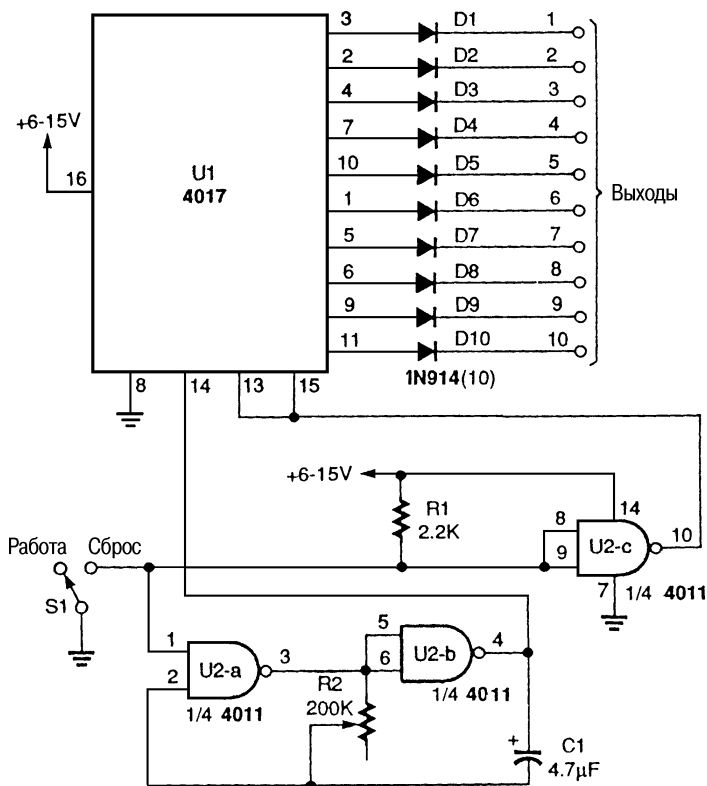 3 D1 1
2 D2 2
4 D3 3
+6-15V
7 D4 4
16
U1
4017
10 D5 5
Выходы
1 D6 6
5 D7 7
6 D8 8
9 D9 9
11 D10 10
1N914(10)
8 14 13 15
+6-15V
R1
2.2K
14
8
9
U2-c
10
7
1/4 4011
Работа Сброс
S1
1
2
U2-a
3
1/4 4011
R2
200K
5
6
U2-b
4
1/4 4011
+
C1
4.7µF